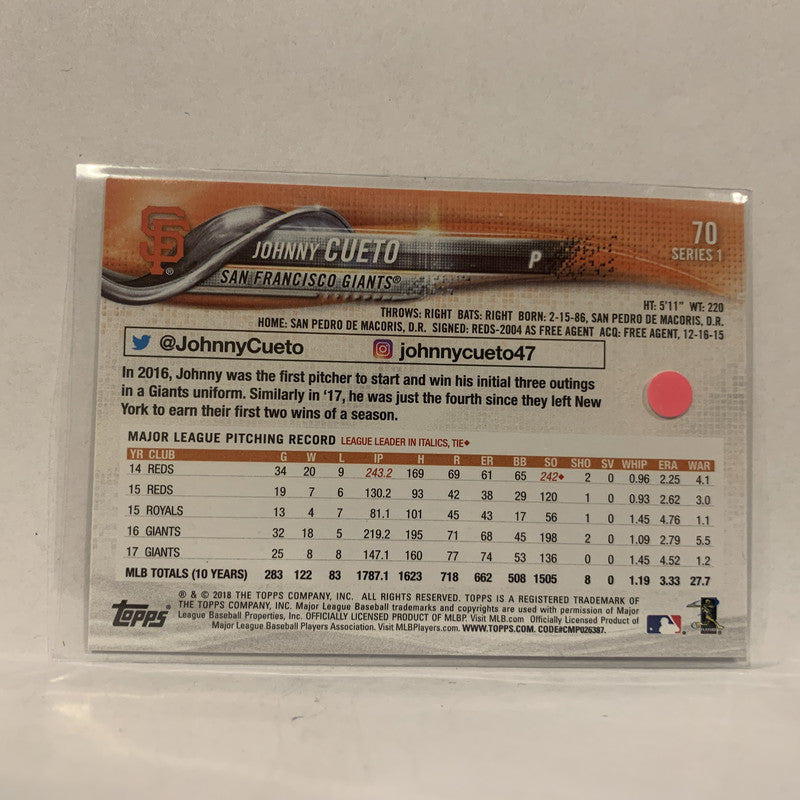 SF®
70
SERIES 1
JOHNNY CUETO P
SAN FRANCISCO GIANTS®
HT: 5'11" WT: 220
THROWS: RIGHT BATS: RIGHT BORN: 2-15-86, SAN PEDRO DE MACORIS, D.R.
HOME: SAN PEDRO DE MACORIS, D.R. SIGNED: REDS-2004 AS FREE AGENT ACQ: FREE AGENT, 12-16-15
@JohnnyCueto johnnycueto47
In 2016, Johnny was the first pitcher to start and win his initial three outings
in a Giants uniform. Similarly in '17, he was just the fourth since they left New
York to earn their first two wins of a season.
MAJOR LEAGUE PITCHING RECORD LEAGUE LEADER IN ITALICS, TIE♦
YR CLUB G W L IP H R ER BB SO SHO SV WHIP ERA WAR
14 REDS 34 20 9 243.2 169 69 61 65 242♦ 2 0 0.96 2.25 4.1
15 REDS 19 7 6 130.2 93 42 38 29 120 1 0 0.93 2.62 3.0
15 ROYALS 13 4 7 81.1 101 45 43 17 56 1 0 1.45 4.76 1.1
16 GIANTS 32 18 5 219.2 195 71 68 45 198 2 0 1.09 2.79 5.5
17 GIANTS 25 8 8 147.1 160 77 74 53 136 0 0 1.45 4.52 1.2
MLB TOTALS (10 YEARS) 283 122 83 1787.1 1623 718 662 508 1505 8 0 1.19 3.33 27.7
® & © 2018 THE TOPPS COMPANY, INC. ALL RIGHTS RESERVED. TOPPS IS A REGISTERED TRADEMARK OF
THE TOPPS COMPANY, INC. Major League Baseball trademarks and copyrights are used with permission of Major
League Baseball Properties, Inc. OFFICIALLY LICENSED PRODUCT OF MLBP. Visit MLB.com Officially Licensed Product of
Major League Baseball Players Association. Visit MLBPlayers.com. WWW.TOPPS.COM. CODE#CMP026387.
Topps®